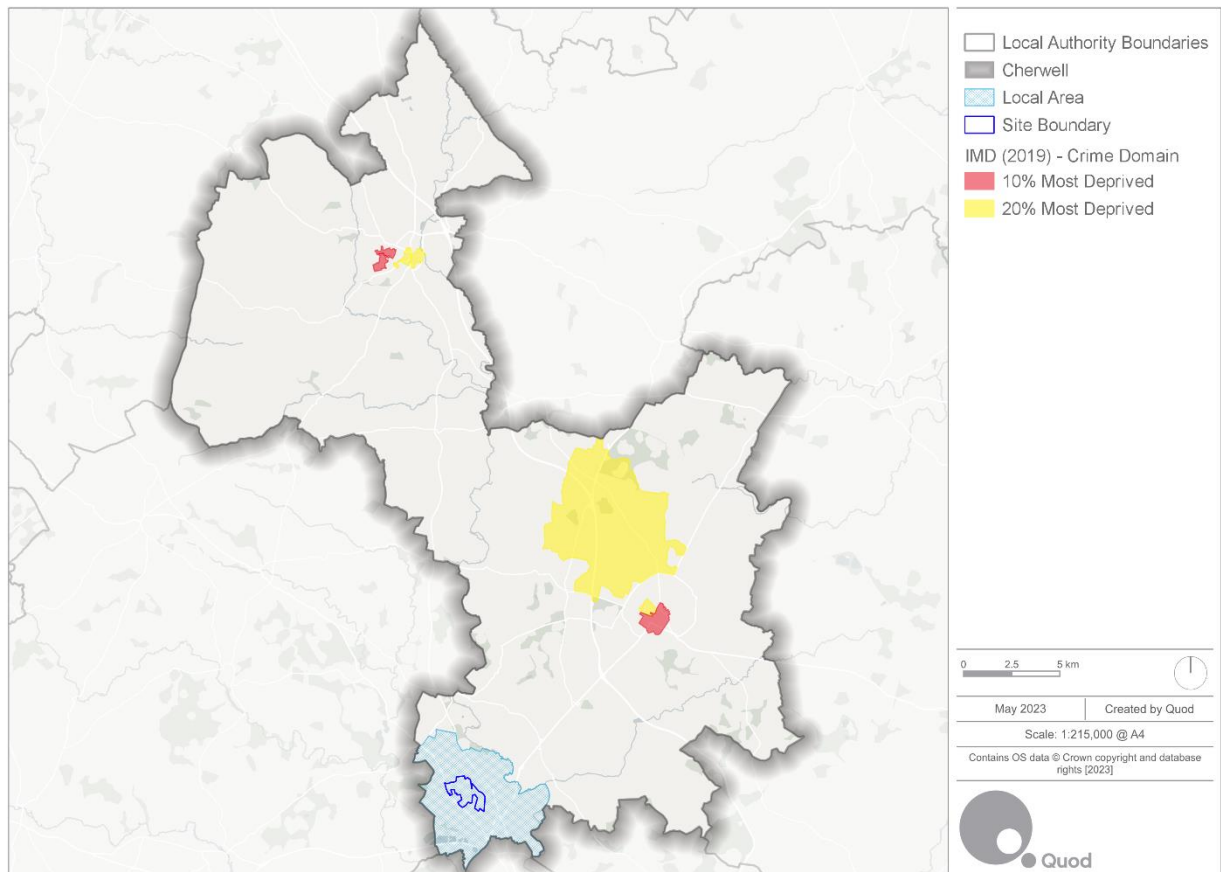 Local Authority Boundaries
Cherwell
Local Area
Site Boundary
IMD (2019) - Crime Domain
10% Most Deprived
20% Most Deprived
0 2.5 5 km
May 2023 Created by Quod
Scale: 1:215,000 @ A4
Contains OS data © Crown copyright and database
rights [2023]
Quod